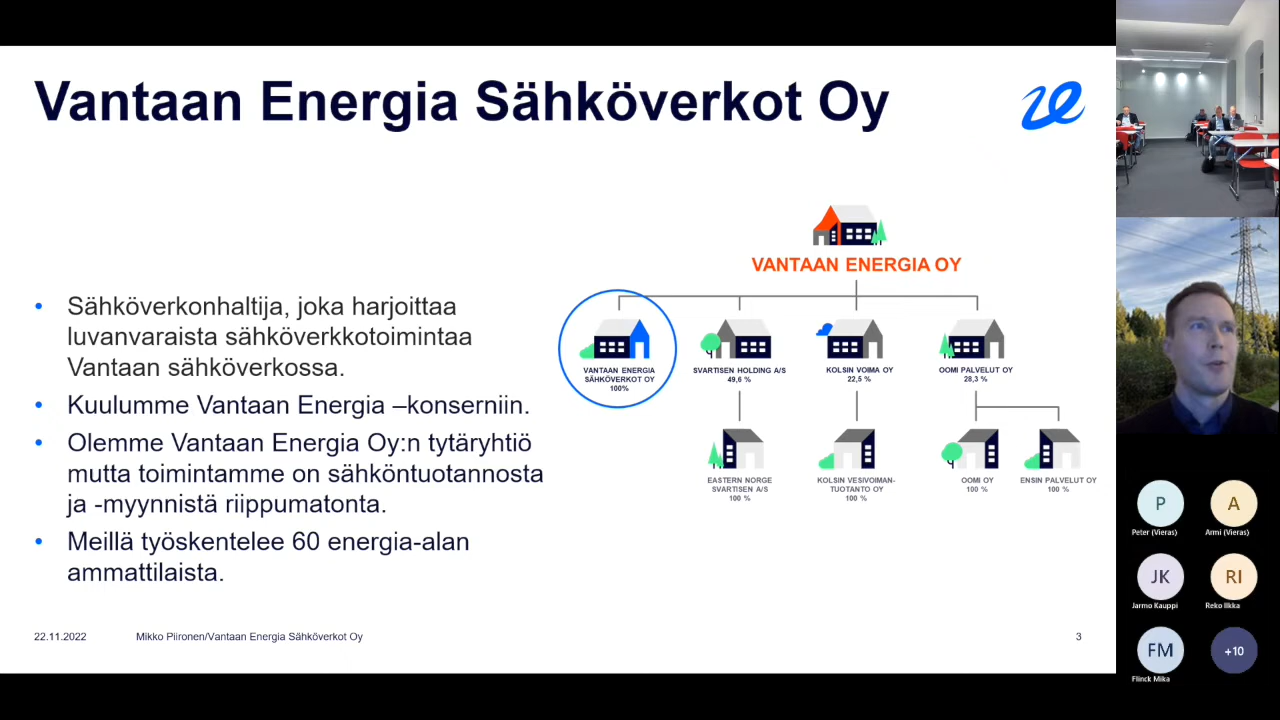 Vantaan Energia Sähköverkot Oy
Sähköverkonhaltija, joka harjoittaa
luvanvaraista sähköverkkotoimintaa
Vantaan sähköverkossa.
Kuulumme Vantaan Energia –konserniin.
Olemme Vantaan Energia Oy:n tytäryhtiö
mutta toimintamme on sähköntuotannosta
ja -myynnistä riippumatonta.
Meillä työskentelee 60 energia-alan
ammattilaista.
VANTAAN ENERGIA OY
VANTAAN ENERGIA
SÄHKÖVERKOT OY
100%
SVARTISEN HOLDING A/S
49,6 %
KOLSIN VOIMA OY
22,5 %
OOMI PALVELUT OY
28,3 %
EASTERN NORGE
SVARTISEN A/S
100 %
KOLSIN VESIVOIMAN-
TUOTANTO OY
100 %
OOMI OY
100 %
ENSIN PALVELUT OY
100 %
22.11.2022
Mikko Piironen/Vantaan Energia Sähköverkot Oy
3
P
Peter (Vieras)
A
Armi (Vieras)
JK
Jarmo Kauppi
RI
Reko Ilkka
FM
Flinck Mika
+10